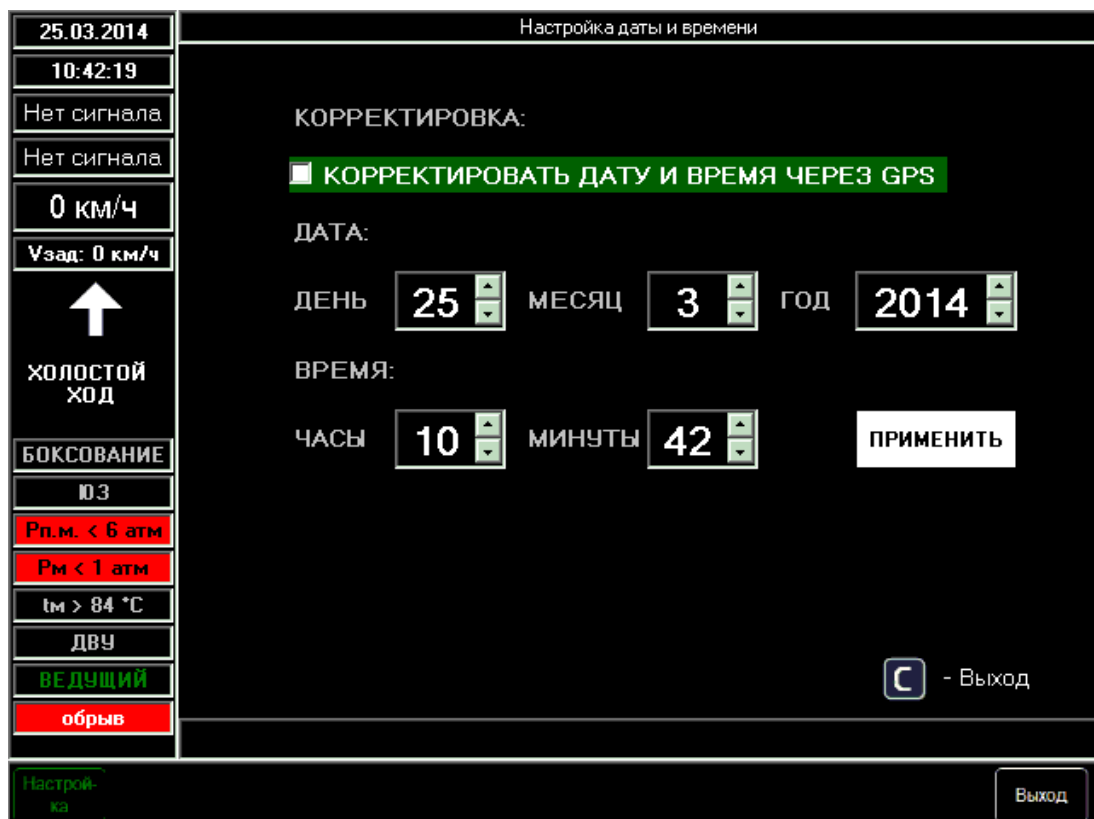 25.03.2014
10:42:19
Нет сигнала
Нет сигнала
0 км/ч
Vзад: 0 км/ч
ХОЛОСТОЙ
ХОД
БОКСОВАНИЕ
ЮЗ
Рп.м. < 6 атм
Рм < 1 атм
tм > 84 °C
ДВУ
ВЕДУЩИЙ
обрыв
Настройка даты и времени
КОРРЕКТИРОВКА:
КОРРЕКТИРОВАТЬ ДАТУ И ВРЕМЯ ЧЕРЕЗ GPS
ДАТА:
ДЕНЬ 25 МЕСЯЦ 3 ГОД 2014
ВРЕМЯ:
ЧАСЫ 10 МИНУТЫ 42 ПРИМЕНИТЬ
C - Выход
Настрой-
ка
Выход